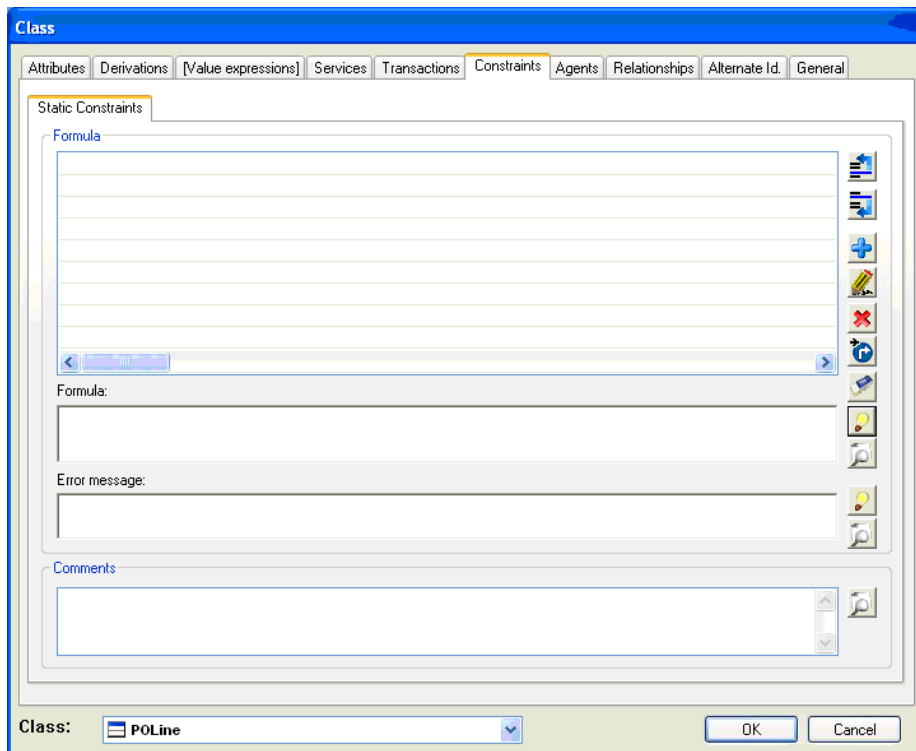 Class
Attributes Derivations [Value expressions] Services Transactions Constraints Agents Relationships Alternate Id. General
Static Constraints
Formula
Formula:
Error message:
Comments
Class: POLine OK Cancel